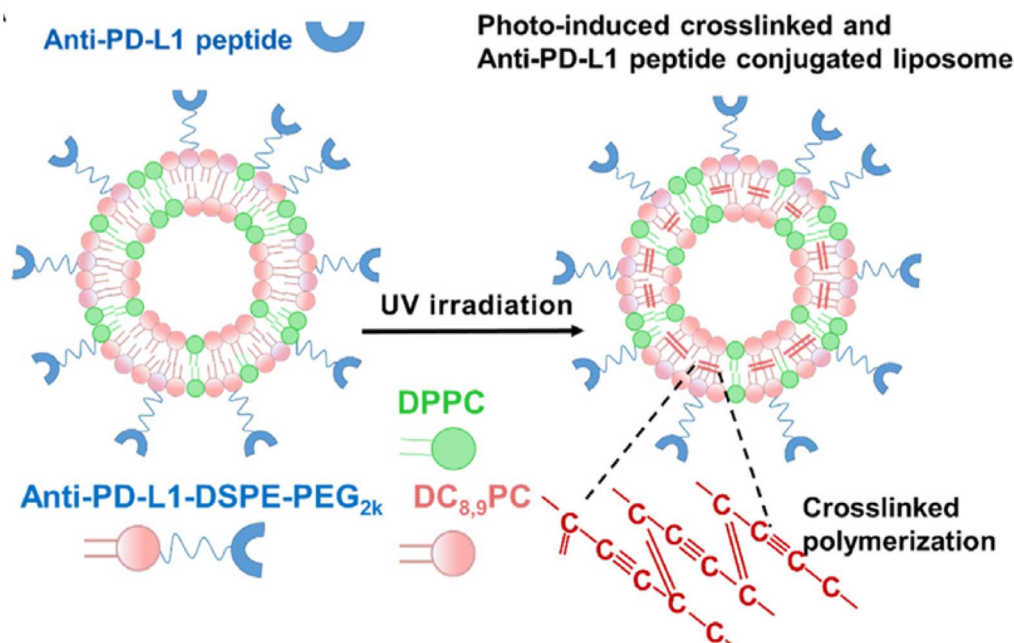 Anti-PD-L1 peptide
Photo-induced crosslinked and
Anti-PD-L1 peptide conjugated liposome
UV irradiation
DPPC
Anti-PD-L1-DSPE-PEG2k
DC8,9PC
Crosslinked
polymerization
C
C≡C
C
C≡C
C
C≡C
C
C
C